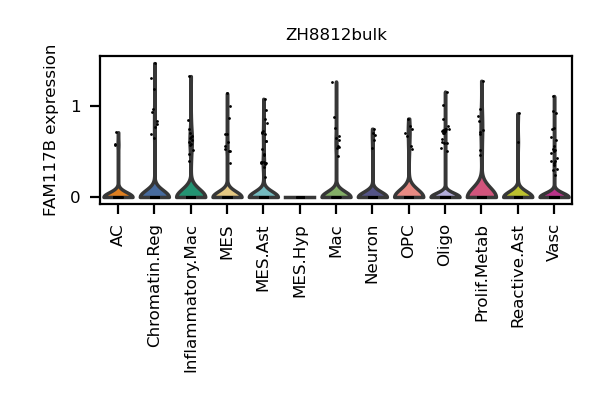 ZH8812bulk
FAM117B expression
1
0
AC
Chromatin.Reg
Inflammatory.Mac
MES
MES.Ast
MES.Hyp
Mac
Neuron
OPC
Oligo
Prolif.Metab
Reactive.Ast
Vasc